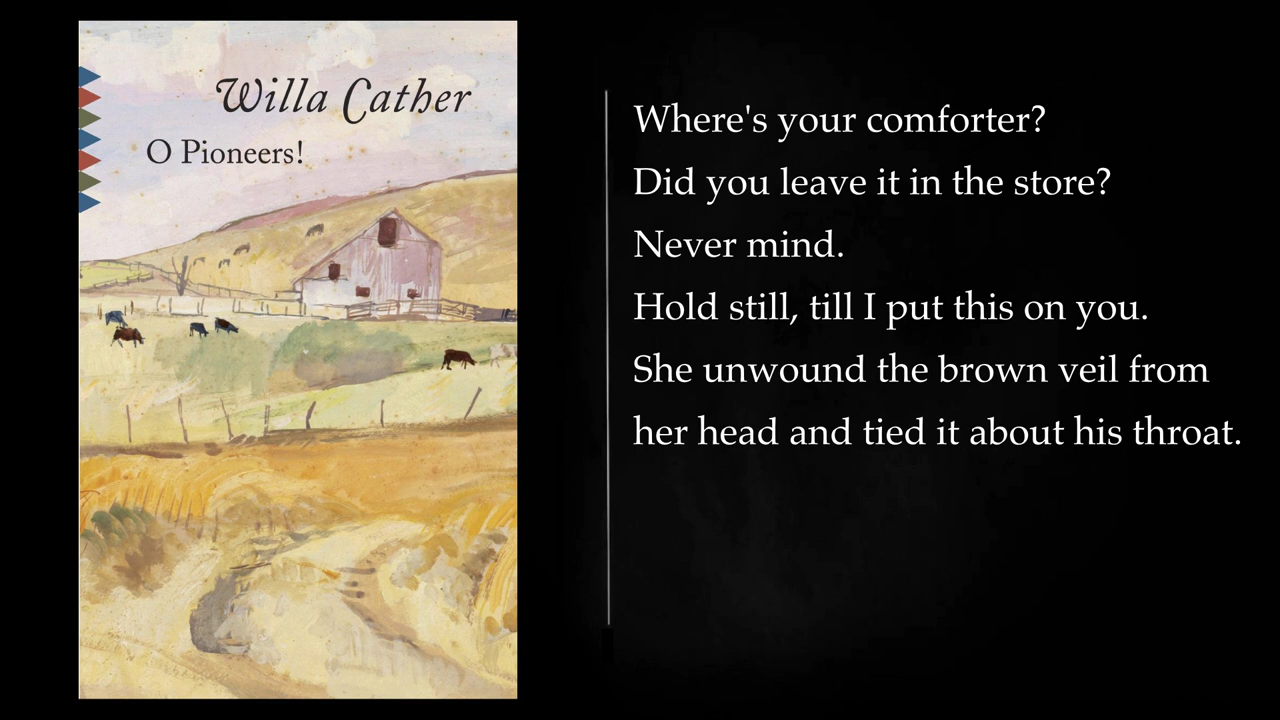 Willa Cather
O Pioneers!
Where's your comforter?
Did you leave it in the store?
Never mind.
Hold still, till I put this on you.
She unwound the brown veil from
her head and tied it about his throat.